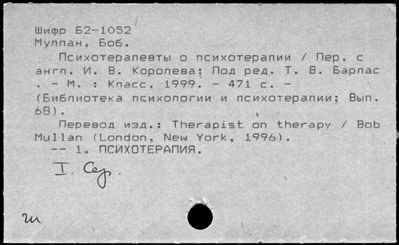 Шифр Б2-1052
Муллан, Боб.
Психотерапевты о психотерапии / Пер. с
англ. И. В. Королева; Под ред. Т. В. Барлас
. - М. : Класс, 1999. - 471 с. -
(Библиотека психологии и психотерапии; Вып.
68).
Перевод изд.: Therapist on therapy / Bob
Mullan (London, New York, 1996).
-- 1. ПСИХОТЕРАПИЯ.
I. Сер.